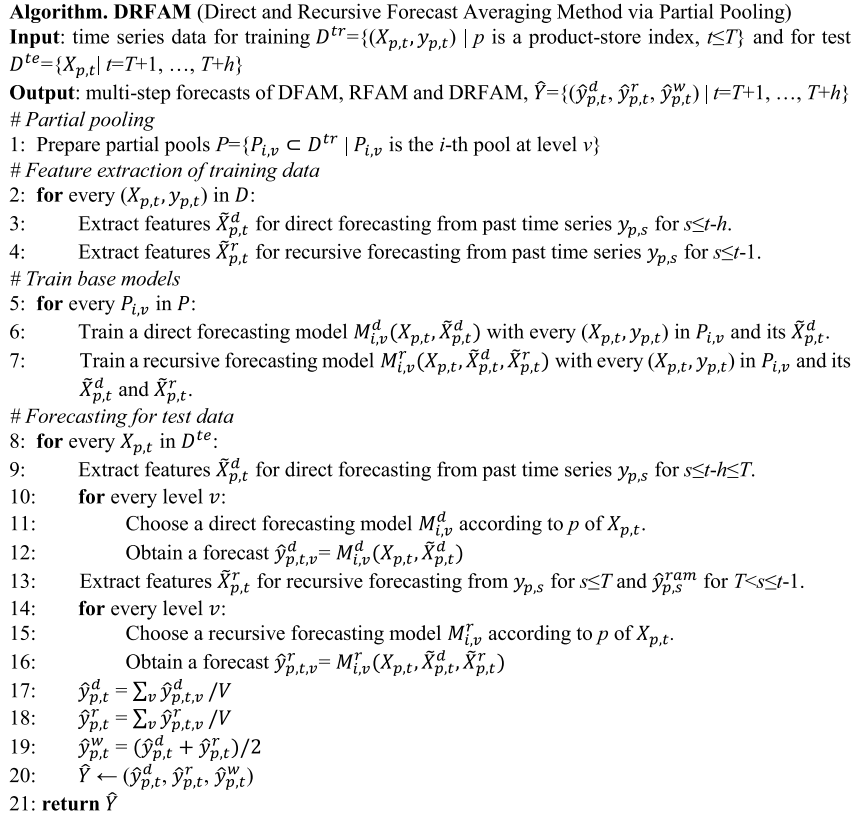 Algorithm. DRFAM (Direct and Recursive Forecast Averaging Method via Partial Pooling)
Input: time series data for training $D^{tr}=\{(X_{p,t}, y_{p,t}) \mid p$ is a product-store index, $t≤T\}$ and for test
$D^{te}=\{X_{p,t} \mid t=T+1, …, T+h\}$
Output: multi-step forecasts of DFAM, RFAM and DRFAM, $\hat{Y}=\{(\hat{y}^{d}_{p,t}, \hat{y}^{r}_{p,t}, \hat{y}^{w}_{p,t}) \mid t=T+1, …, T+h\}$
# Partial pooling
1: Prepare partial pools $P=\{P_{i,v} ⊂ D^{tr} \mid P_{i,v}$ is the i-th pool at level $v\}$
# Feature extraction of training data
2: for every $(X_{p,t}, y_{p,t})$ in $D$:
3: Extract features $\tilde{X}^{d}_{p,t}$ for direct forecasting from past time series $y_{p,s}$ for $s≤t-h$.
4: Extract features $\tilde{X}^{r}_{p,t}$ for recursive forecasting from past time series $y_{p,s}$ for $s≤t-1$.
# Train base models
5: for every $P_{i,v}$ in $P$:
6: Train a direct forecasting model $M^{d}_{i,v}(X_{p,t}, \tilde{X}^{d}_{p,t})$ with every $(X_{p,t}, y_{p,t})$ in $P_{i,v}$ and its $\tilde{X}^{d}_{p,t}$.
7: Train a recursive forecasting model $M^{r}_{i,v}(X_{p,t}, \tilde{X}^{d}_{p,t}, \tilde{X}^{r}_{p,t})$ with every $(X_{p,t}, y_{p,t})$ in $P_{i,v}$ and its
$\tilde{X}^{d}_{p,t}$ and $\tilde{X}^{r}_{p,t}$.
# Forecasting for test data
8: for every $X_{p,t}$ in $D^{te}$:
9: Extract features $\tilde{X}^{d}_{p,t}$ for direct forecasting from past time series $y_{p,s}$ for $s≤t-h≤T$.
10: for every level $v$:
11: Choose a direct forecasting model $M^{d}_{i,v}$ according to $p$ of $X_{p,t}$.
12: Obtain a forecast $\hat{y}^{d}_{p,t,v} = M^{d}_{i,v}(X_{p,t}, \tilde{X}^{d}_{p,t})$
13: Extract features $\tilde{X}^{r}_{p,t}$ for recursive forecasting from $y_{p,s}$ for $s≤T$ and $\hat{y}^{ram}_{p,s}$ for $T<s≤t-1$.
14: for every level $v$:
15: Choose a recursive forecasting model $M^{r}_{i,v}$ according to $p$ of $X_{p,t}$.
16: Obtain a forecast $\hat{y}^{r}_{p,t,v} = M^{r}_{i,v}(X_{p,t}, \tilde{X}^{d}_{p,t}, \tilde{X}^{r}_{p,t})$
17: $\hat{y}^{d}_{p,t} = \sum_{v} \hat{y}^{d}_{p,t,v} / V$
18: $\hat{y}^{r}_{p,t} = \sum_{v} \hat{y}^{r}_{p,t,v} / V$
19: $\hat{y}^{w}_{p,t} = (\hat{y}^{d}_{p,t} + \hat{y}^{r}_{p,t})/2$
20: $\hat{Y} ← (\hat{y}^{d}_{p,t}, \hat{y}^{r}_{p,t}, \hat{y}^{w}_{p,t})$
21: return $\hat{Y}$